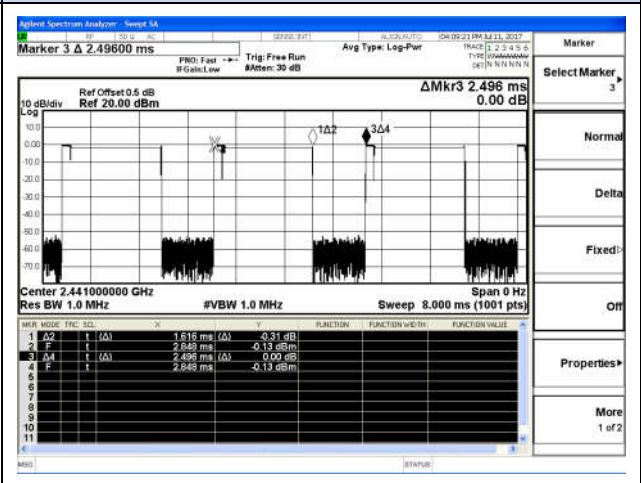 Agilent Spectrum Analyzer - Swept SA
RF 50 Ω AC SENSE:INT ALIGN AUTO 04:09:21 PM Jul 11, 2017
Marker 3 Δ 2.49600 ms
PNO: Fast
IFGain:Low
Trig: Free Run
#Atten: 30 dB
Avg Type: Log-Pwr
TRACE 1 2 3 4 5 6
TYPE
DET N N N N N N
Ref Offset 0.5 dB
10 dB/div Ref 20.00 dBm
ΔMkr3 2.496 ms
0.00 dB
Log
10.0
0.00
-10.0
-20.0
-30.0
-40.0
-50.0
-60.0
-70.0
1Δ2
3Δ4
Center 2.441000000 GHz
Span 0 Hz
Res BW 1.0 MHz
#VBW 1.0 MHz
Sweep 8.000 ms (1001 pts)
MKR MODE TRC SCL X Y FUNCTION FUNCTION WIDTH FUNCTION VALUE
1 Δ2 t (Δ) 1.616 ms (Δ) -0.31 dB
2 F t 2.848 ms -0.13 dBm
3 Δ4 t (Δ) 2.496 ms (Δ) 0.00 dB
4 F t 2.848 ms -0.13 dBm
5
6
7
8
9
10
11
MSG
STATUS
Marker
Select Marker
3
Normal
Delta
Fixed
Off
Properties
More
1 of 2